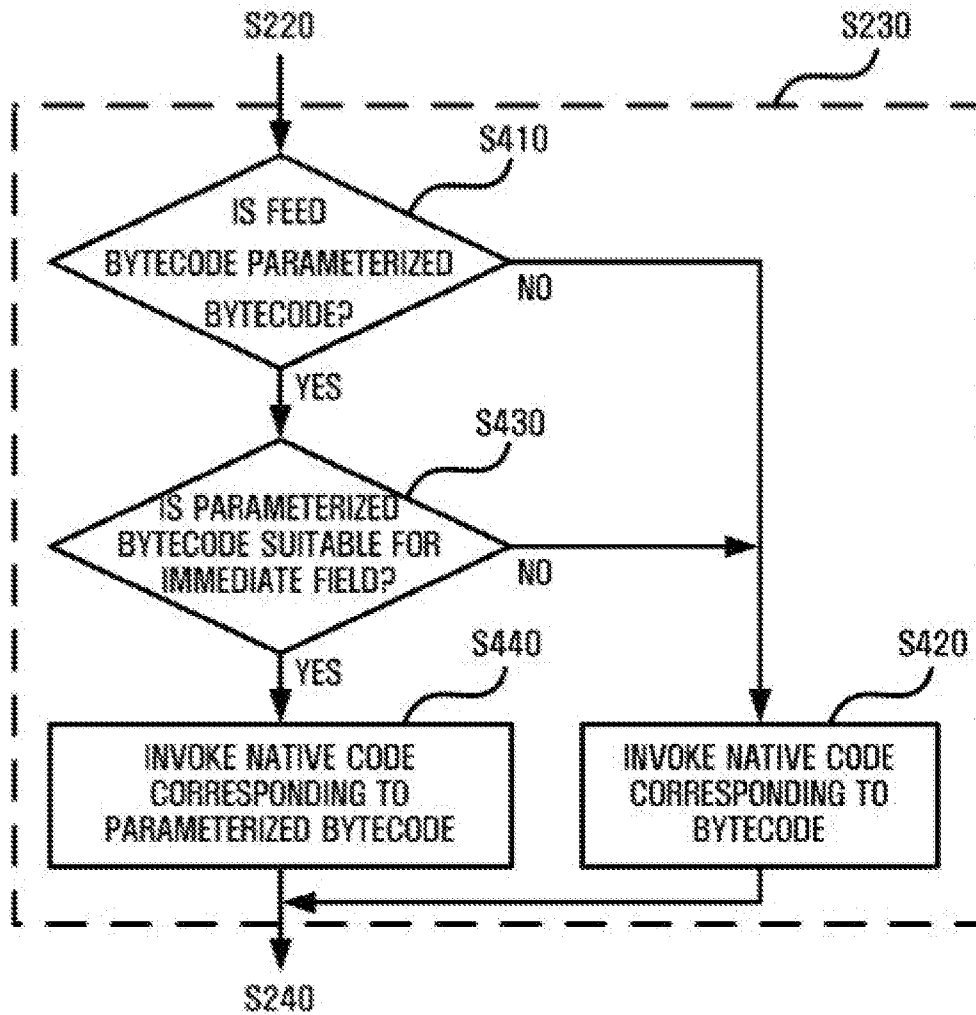 S220
S230
S410
IS FEED
BYTECODE PARAMETERIZED
BYTECODE?
NO
YES
S430
IS PARAMETERIZED
BYTECODE SUITABLE FOR
IMMEDIATE FIELD?
NO
YES
S440
S420
INVOKE NATIVE CODE
CORRESPONDING TO
PARAMETERIZED BYTECODE
INVOKE NATIVE CODE
CORRESPONDING TO
BYTECODE
S240